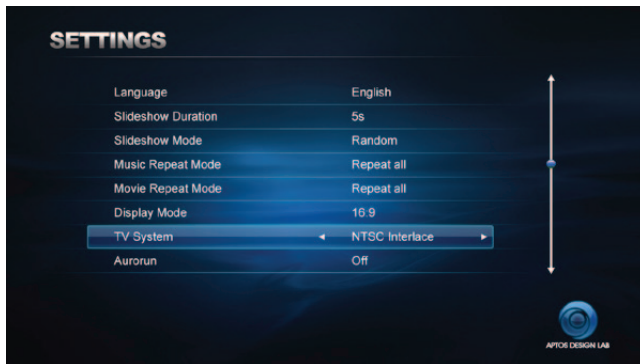 SETTINGS
Language English
Slideshow Duration 5s
Slideshow Mode Random
Music Repeat Mode Repeat all
Movie Repeat Mode Repeat all
Display Mode 16:9
TV System NTSC Interlace
Aurorun Off
APTOS DESIGN LAB